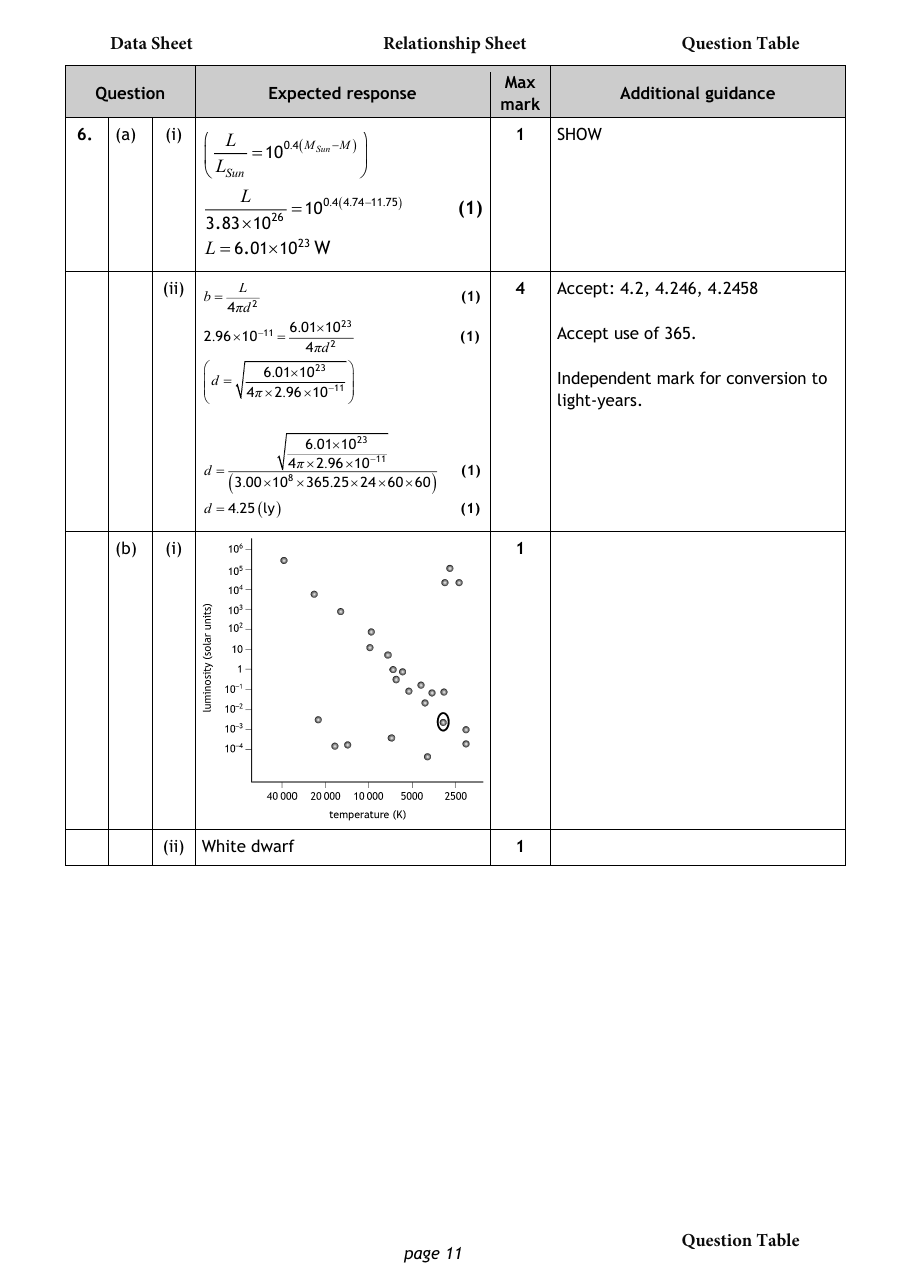 Data Sheet Relationship Sheet Question Table
Question Expected response Max mark Additional guidance
6. (a) (i) (L/L_Sun = 10^0.4(M_Sun−M)) 1 SHOW
L/3.83×10^26 = 10^0.4(4.74−11.75) (1)
L = 6.01×10^23 W
(ii) b = L/4πd^2 (1) 4 Accept: 4.2, 4.246, 4.2458
2.96×10^−11 = 6.01×10^23/4πd^2 (1) Accept use of 365.
(d = √(6.01×10^23/4π×2.96×10^−11)) Independent mark for conversion to
light-years.
d = √(6.01×10^23/4π×2.96×10^−11)/(3.00×10^8×365.25×24×60×60) (1)
d = 4.25 (ly) (1)
(b) (i) 1
luminosity (solar units)
10^6
10^5
10^4
10^3
10^2
10
1
10^−1
10^−2
10^−3
10^−4
40 000 20 000 10 000 5000 2500
temperature (K)
(ii) White dwarf 1
Question Table
page 11